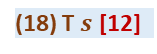 (18) T s [12]